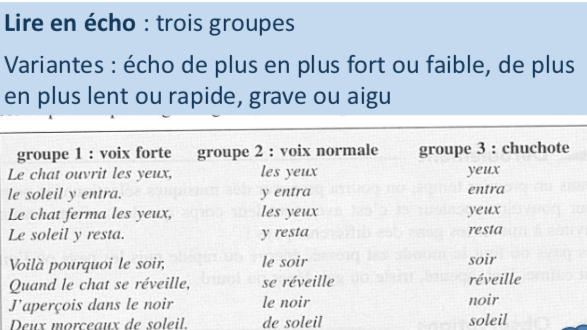 Lire en écho : trois groupes
Variantes : écho de plus en plus fort ou faible, de plus
en plus lent ou rapide, grave ou aigu
groupe 1 : voix forte groupe 2 : voix normale groupe 3 : chuchote
Le chat ouvrit les yeux, les yeux yeux
le soleil y entra. y entra entra
Le chat ferma les yeux, les yeux yeux
Le soleil y resta. y resta resta
Voilà pourquoi le soir, le soir soir
Quand le chat se réveille, se réveille réveille
J'aperçois dans le noir le noir noir
Deux morceaux de soleil. de soleil soleil